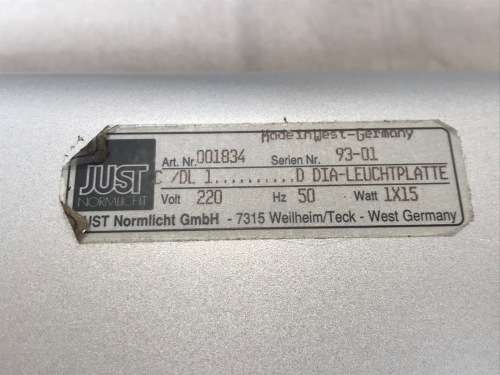 Made in West-Germany
JUST
NORMLICHT
Art. Nr. 001834 Serien Nr. 93-01
C /DL 1..........D DIA-LEUCHTPLATTE
Volt 220 Hz 50 Watt 1X15
JUST Normlicht GmbH - 7315 Weilheim/Teck - West Germany